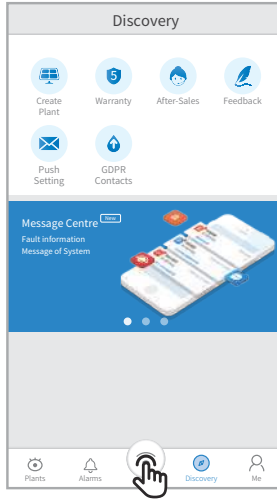 Discovery
5
Create
Plant
Warranty
After-Sales
Feedback
Push
Setting
GDPR
Contacts
Message Centre New
Fault information
Message of System
Plants
Alarms
Discovery
Me